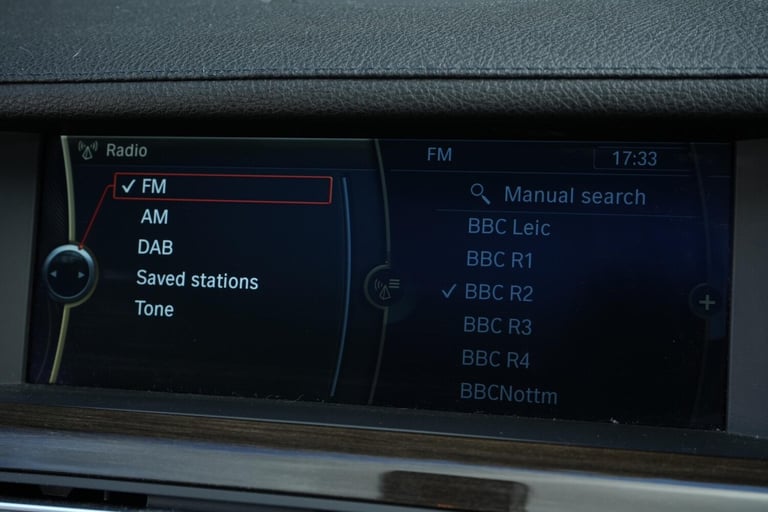 Radio
✓ FM
AM
DAB
Saved stations
Tone
FM
17:33
Manual search
BBC Leic
BBC R1
✓ BBC R2
BBC R3
BBC R4
BBCNottm